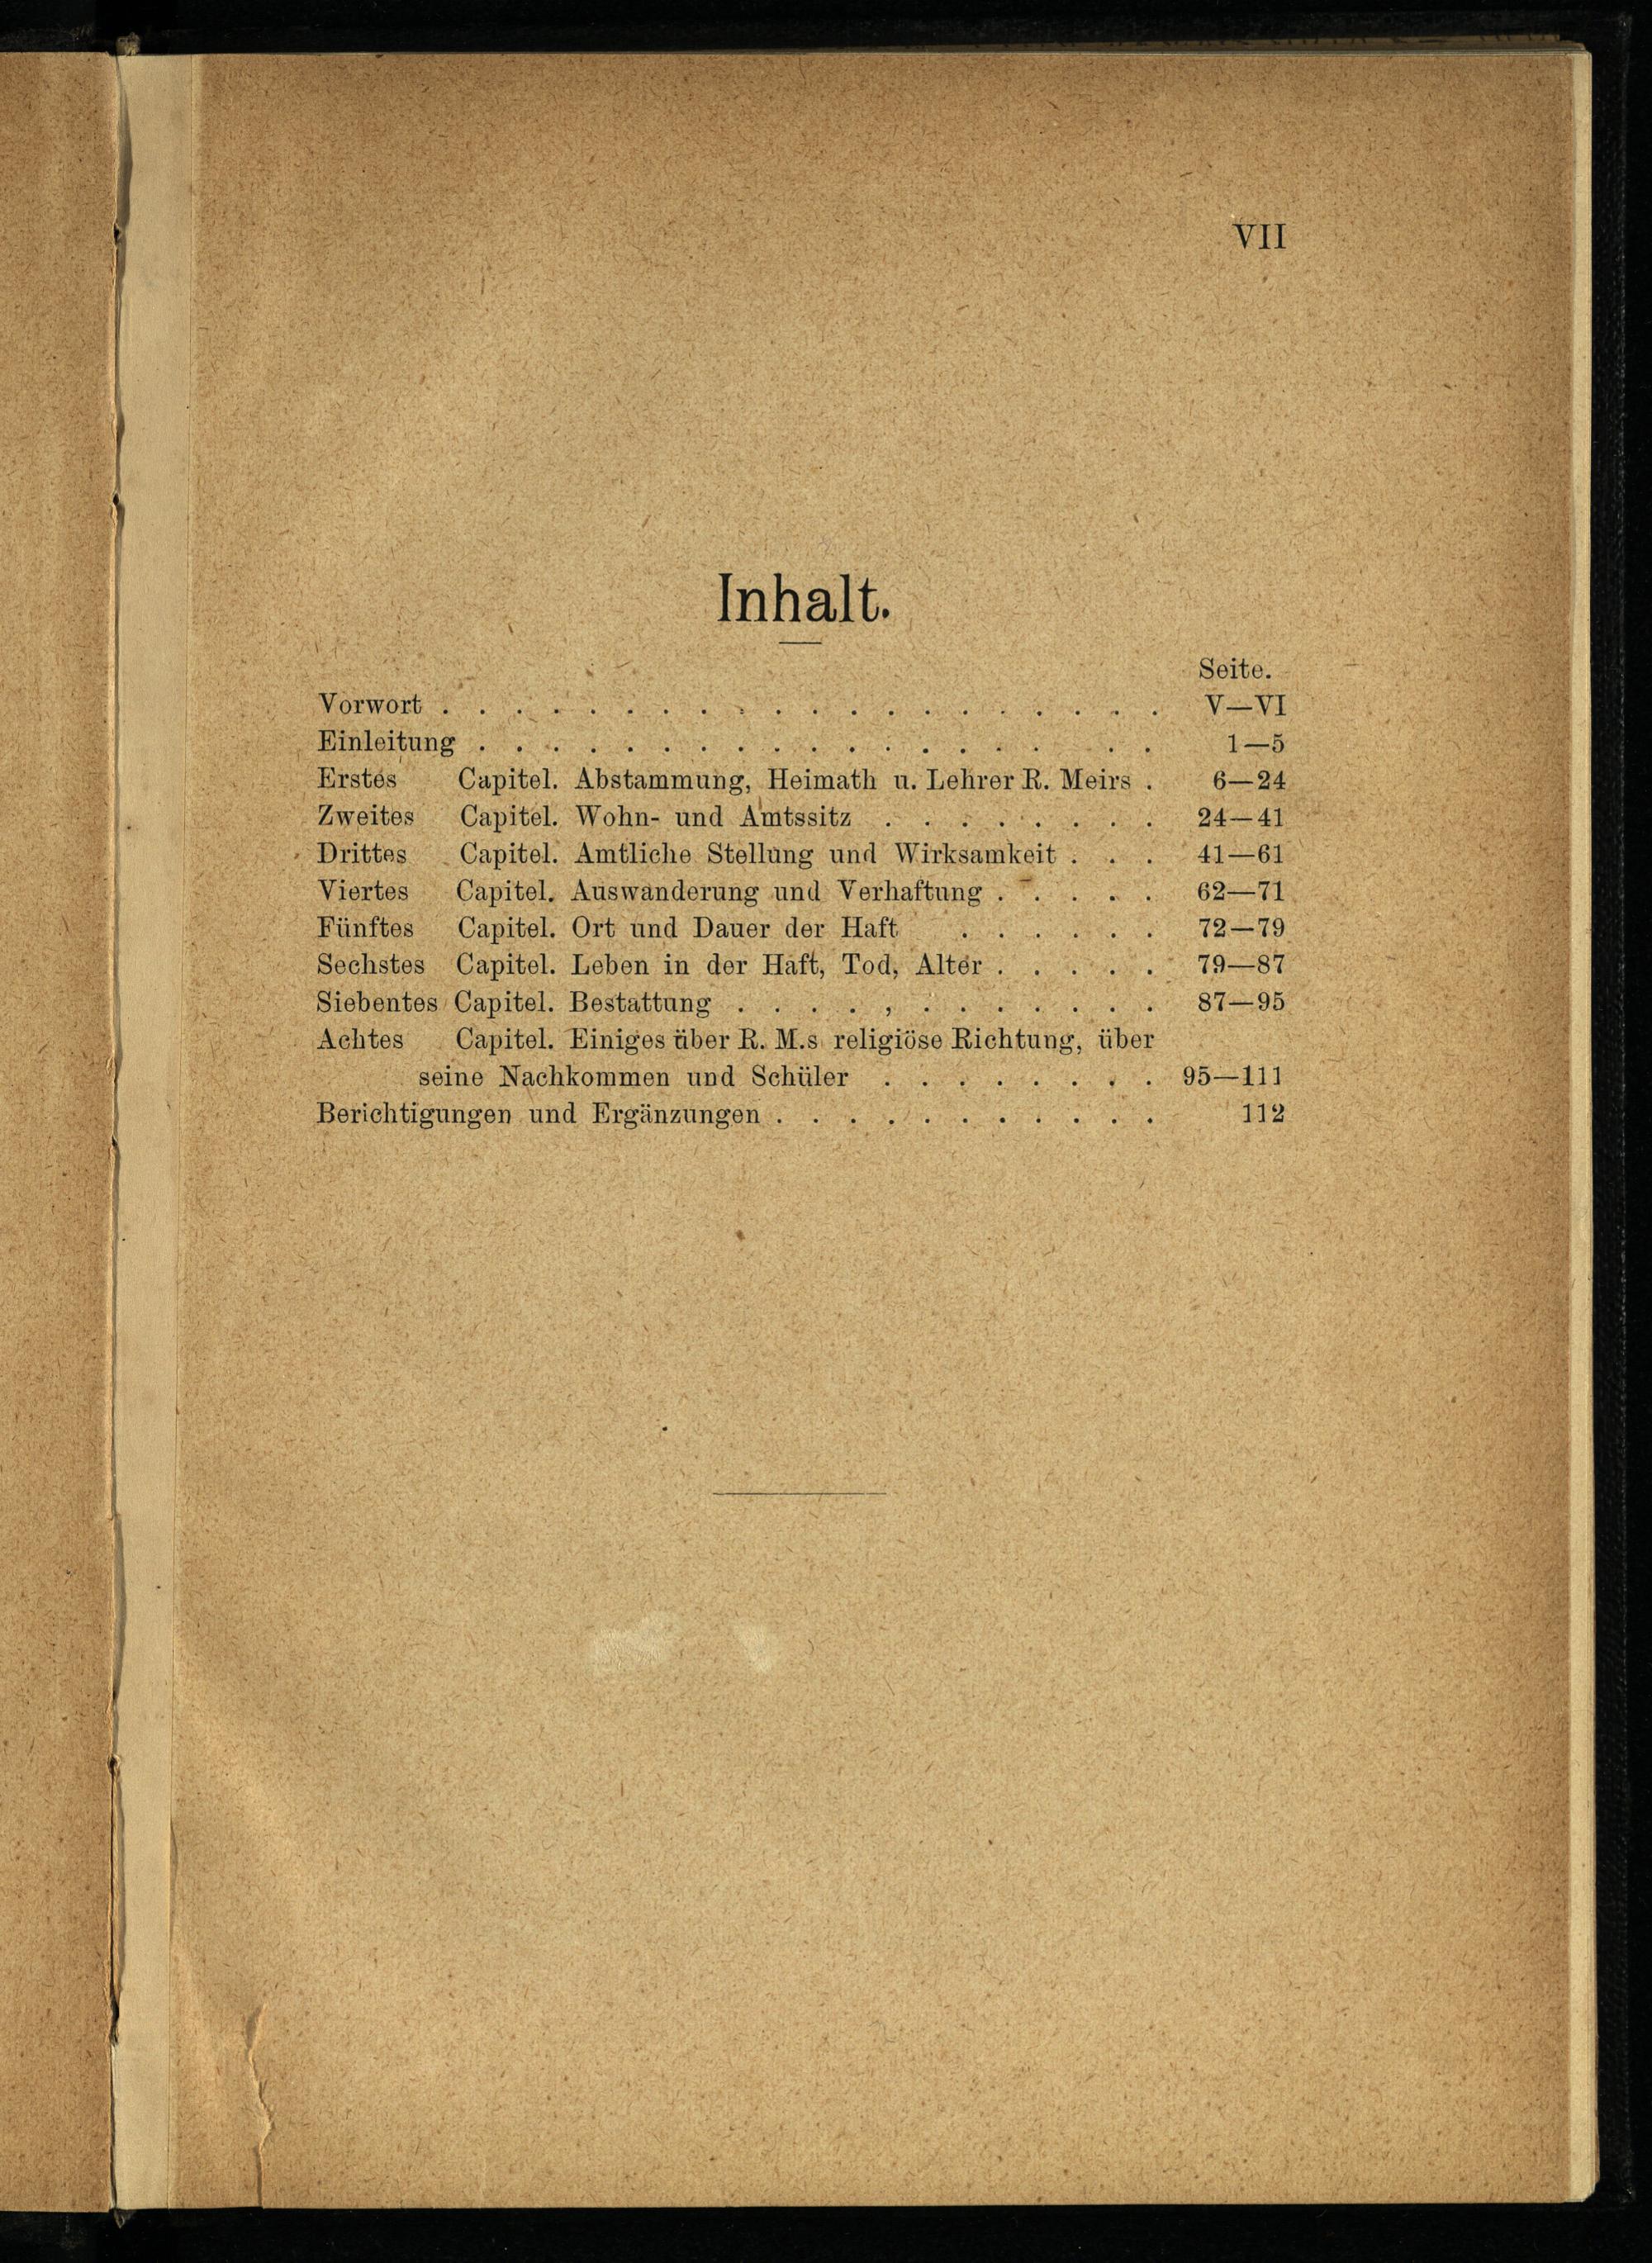 VII
Inhalt.
Seite.
Vorwort . . . . . . . . . . . . . . . . . . . . V—VI
Einleitung . . . . . . . . . . . . . . . . . . 1—5
Erstes Capitel. Abstammung, Heimath u. Lehrer R. Meirs . 6—24
Zweites Capitel. Wohn- und Amtssitz . . . . . . . . 24—41
Drittes Capitel. Amtliche Stellung und Wirksamkeit . . . 41—61
Viertes Capitel. Auswanderung und Verhaftung . . . . . 62—71
Fünftes Capitel. Ort und Dauer der Haft . . . . . . 72—79
Sechstes Capitel. Leben in der Haft, Tod, Alter . . . . . 79—87
Siebentes Capitel. Bestattung . . . . , . . . . . . . 87—95
Achtes Capitel. Einiges über R. M.s religiöse Richtung, über
seine Nachkommen und Schüler . . . . . . . . 95—111
Berichtigungen und Ergänzungen . . . . . . . . . . . 112